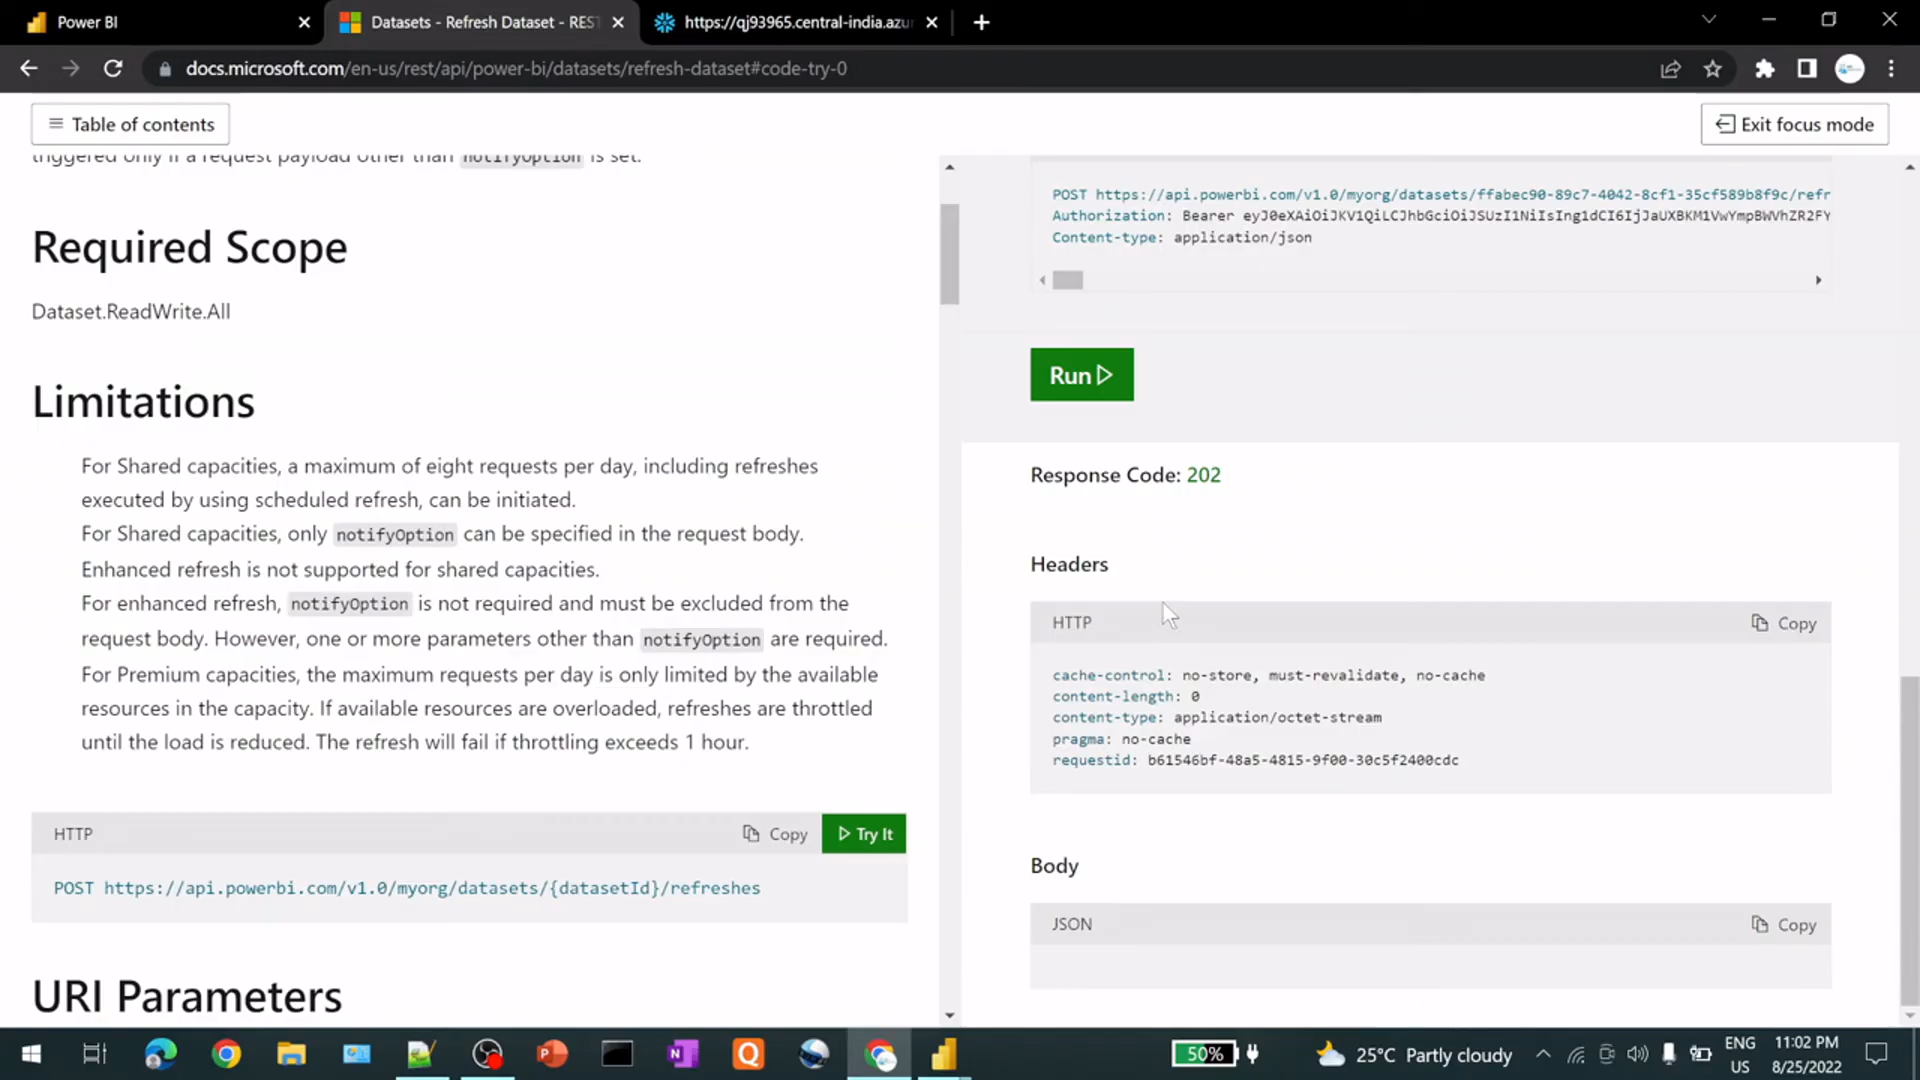 Power BI
Datasets - Refresh Dataset - REST
https://qj93965.central-india.azur
docs.microsoft.com/en-us/rest/api/power-bi/datasets/refresh-dataset#code-try-0
Table of contents
Exit focus mode
triggered only if a request payload other than notifyOption is set.
Required Scope
Dataset.ReadWrite.All
Limitations
For Shared capacities, a maximum of eight requests per day, including refreshes
executed by using scheduled refresh, can be initiated.
For Shared capacities, only notifyOption can be specified in the request body.
Enhanced refresh is not supported for shared capacities.
For enhanced refresh, notifyOption is not required and must be excluded from the
request body. However, one or more parameters other than notifyOption are required.
For Premium capacities, the maximum requests per day is only limited by the available
resources in the capacity. If available resources are overloaded, refreshes are throttled
until the load is reduced. The refresh will fail if throttling exceeds 1 hour.
HTTP
Copy
Try It
POST https://api.powerbi.com/v1.0/myorg/datasets/{datasetId}/refreshes
URI Parameters
POST https://api.powerbi.com/v1.0/myorg/datasets/ffabec90-89c7-4042-8cf1-35cf589b8f9c/refr
Authorization: Bearer
Content-type: application/json
Run
Response Code: 202
Headers
HTTP
Copy
cache-control: no-store, must-revalidate, no-cache
content-length: 0
content-type: application/octet-stream
pragma: no-cache
requestid: b61546bf-48a5-4815-9f00-30c5f2400cdc
Body
JSON
Copy
50%
25°C Partly cloudy
ENG
US
11:02 PM
8/25/2022